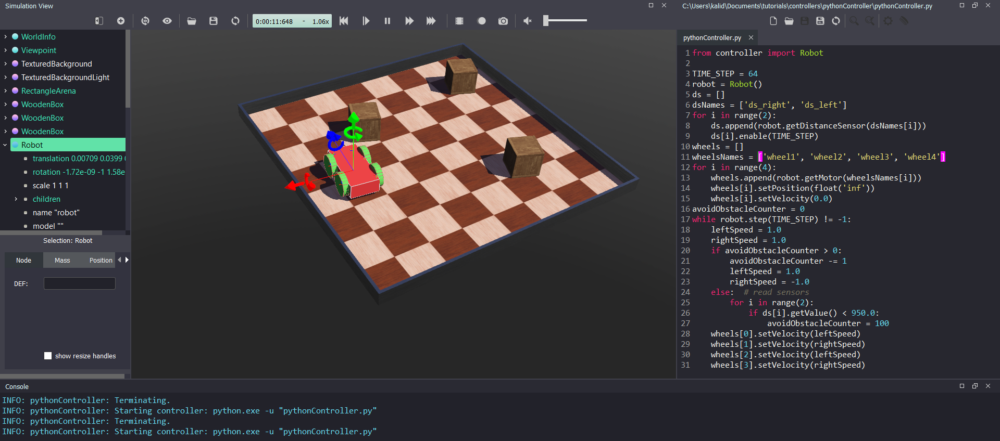 Simulation View
0:00:11:648 - 1.06x
WorldInfo
Viewpoint
TexturedBackground
TexturedBackgroundLight
RectangleArena
WoodenBox
WoodenBox
WoodenBox
Robot
translation 0.00709 0.0399 (
rotation -1.72e-09 -1 1.58e
scale 1 1 1
children
name "robot"
model ""
Selection: Robot
Node Mass Position
DEF:
show resize handles
C:\Users\kalid\Documents\tutorials\controllers\pythonController\pythonController.py
pythonController.py
1 from controller import Robot
2
3 TIME_STEP = 64
4 robot = Robot()
5 ds = []
6 dsNames = ['ds_right', 'ds_left']
7 for i in range(2):
8     ds.append(robot.getDistanceSensor(dsNames[i]))
9     ds[i].enable(TIME_STEP)
10 wheels = []
11 wheelsNames = ['wheel1', 'wheel2', 'wheel3', 'wheel4']
12 for i in range(4):
13     wheels.append(robot.getMotor(wheelsNames[i]))
14     wheels[i].setPosition(float('inf'))
15     wheels[i].setVelocity(0.0)
16 avoidObstacleCounter = 0
17 while robot.step(TIME_STEP) != -1:
18     leftSpeed = 1.0
19     rightSpeed = 1.0
20     if avoidObstacleCounter > 0:
21         avoidObstacleCounter -= 1
22         leftSpeed = 1.0
23         rightSpeed = -1.0
24     else:  # read sensors
25         for i in range(2):
26             if ds[i].getValue() < 950.0:
27                 avoidObstacleCounter = 100
28     wheels[0].setVelocity(leftSpeed)
29     wheels[1].setVelocity(rightSpeed)
30     wheels[2].setVelocity(leftSpeed)
31     wheels[3].setVelocity(rightSpeed)
Console
INFO: pythonController: Terminating.
INFO: pythonController: Starting controller: python.exe -u "pythonController.py"
INFO: pythonController: Terminating.
INFO: pythonController: Starting controller: python.exe -u "pythonController.py"